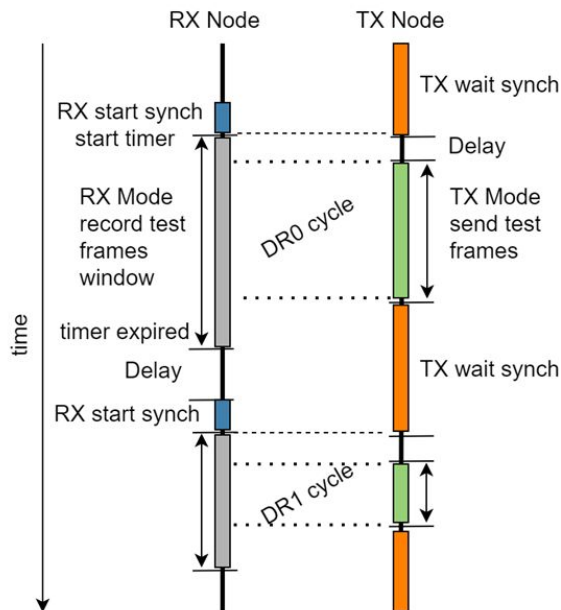 RX Node
TX Node
TX wait synch
RX start synch
start timer
Delay
RX Mode
record test
frames
window
DR0 cycle
TX Mode
send test
frames
time
timer expired
Delay
TX wait synch
RX start synch
DR1 cycle